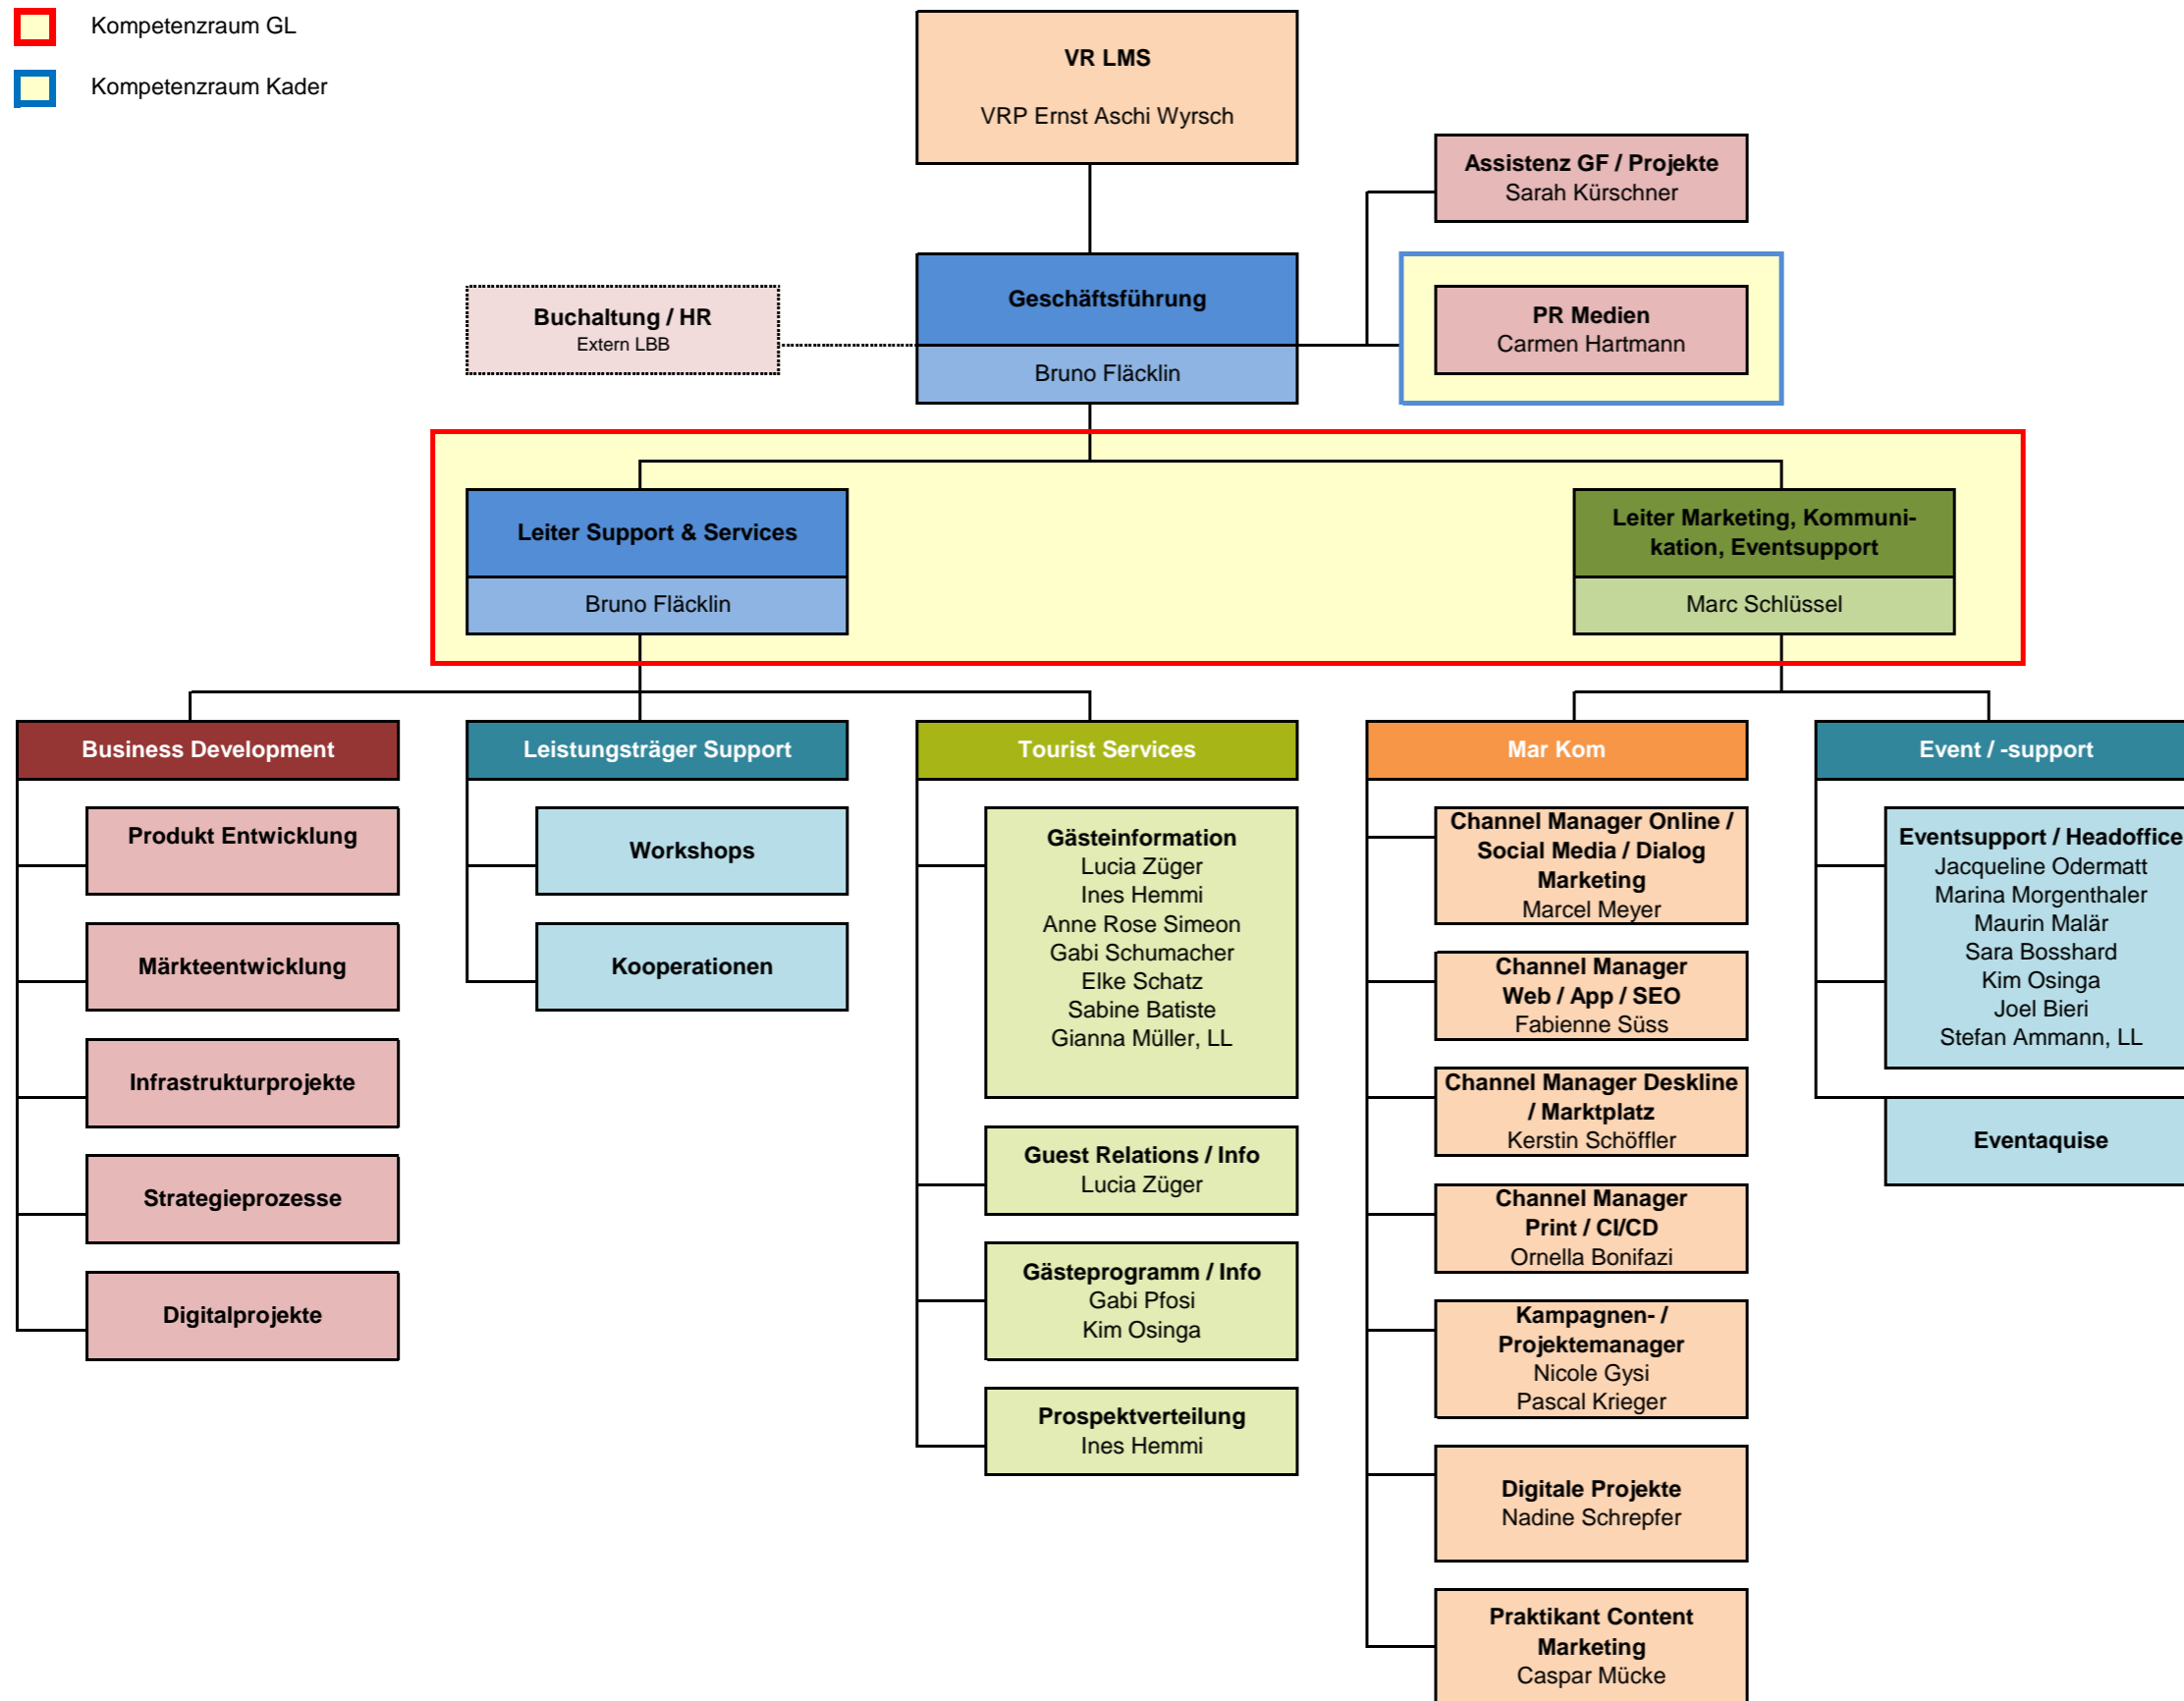 Kompetenzraum GL
Kompetenzraum Kader
VR LMS
VRP Ernst Aschi Wyrsch
Assistenz GF / Projekte
Sarah Kürschner
Geschäftsführung
Bruno Fläcklin
Buchaltung / HR
Extern LBB
PR Medien
Carmen Hartmann
Leiter Support & Services
Bruno Fläcklin
Leiter Marketing, Kommuni-
kation, Eventsupport
Marc Schlüssel
Business Development
Produkt Entwicklung
Märkteentwicklung
Infrastrukturprojekte
Strategieprozesse
Digitalprojekte
Leistungsträger Support
Workshops
Kooperationen
Tourist Services
Gästeinformation
Lucia Züger
Ines Hemmi
Anne Rose Simeon
Gabi Schumacher
Elke Schatz
Sabine Batiste
Gianna Müller, LL
Guest Relations / Info
Lucia Züger
Gästeprogramm / Info
Gabi Pfosi
Kim Osinga
Prospektverteilung
Ines Hemmi
Mar Kom
Channel Manager Online /
Social Media / Dialog
Marketing
Marcel Meyer
Channel Manager
Web / App / SEO
Fabienne Süss
Channel Manager Deskline
/ Marktplatz
Kerstin Schöffler
Channel Manager
Print / CI/CD
Ornella Bonifazi
Kampagnen- /
Projektemanager
Nicole Gysi
Pascal Krieger
Digitale Projekte
Nadine Schrepfer
Praktikant Content
Marketing
Caspar Mücke
Event / -support
Eventsupport / Headoffice
Jacqueline Odermatt
Marina Morgenthaler
Maurin Malär
Sara Bosshard
Kim Osinga
Joel Bieri
Stefan Ammann, LL
Eventaquise